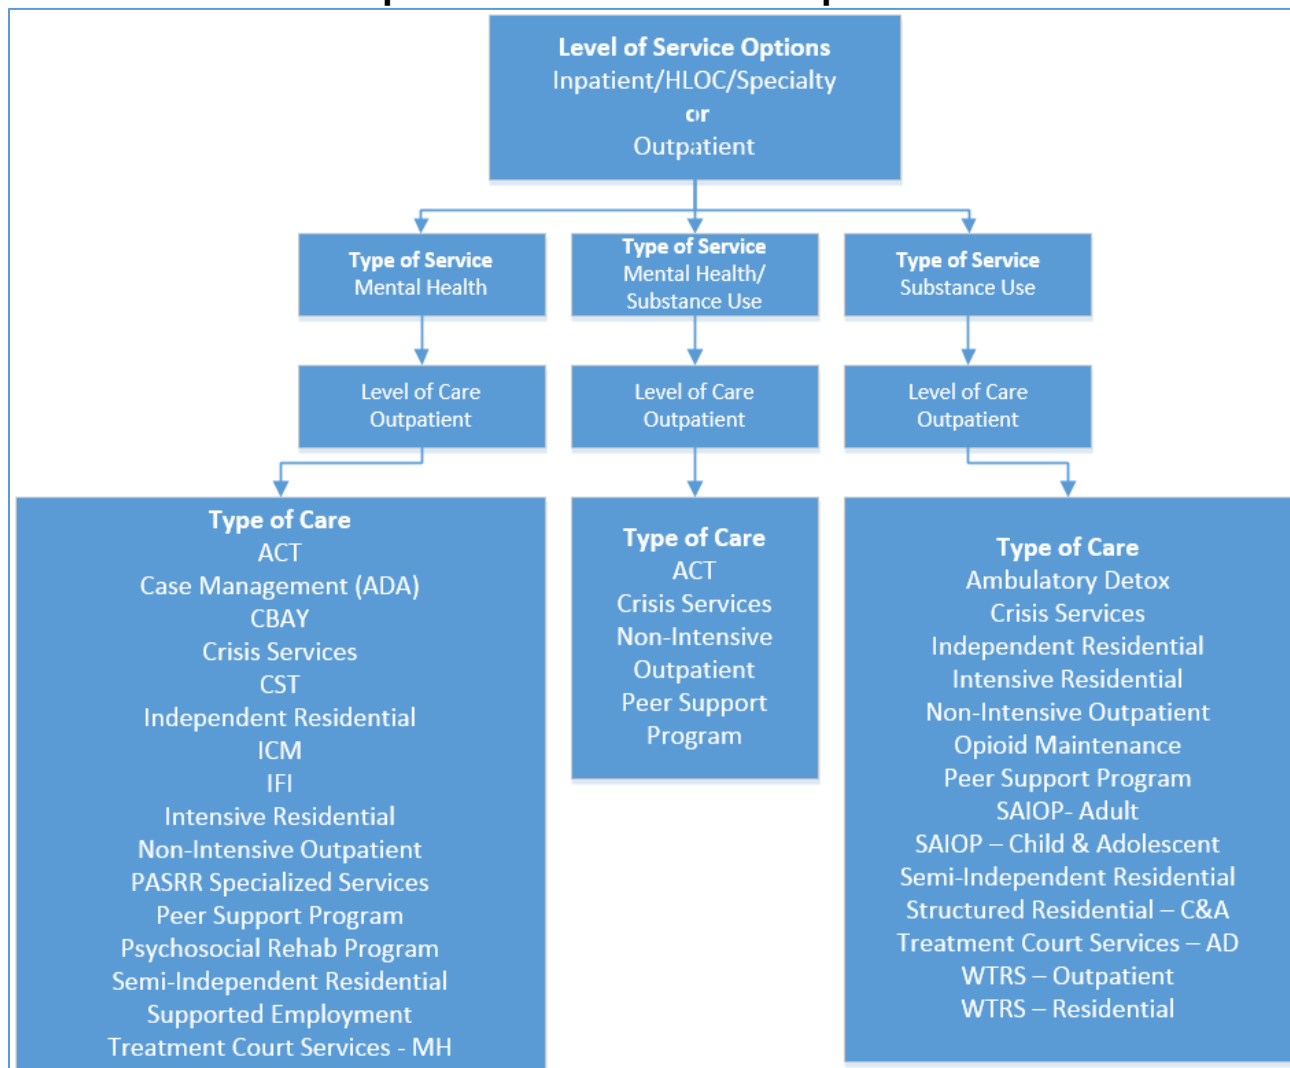 Level of Service Options
Inpatient/HLOC/Specialty
or
Outpatient
Type of Service
Mental Health
Type of Service
Mental Health/
Substance Use
Type of Service
Substance Use
Level of Care
Outpatient
Level of Care
Outpatient
Level of Care
Outpatient
Type of Care
ACT
Case Management (ADA)
CBAY
Crisis Services
CST
Independent Residential
ICM
IFI
Intensive Residential
Non-Intensive Outpatient
PASRR Specialized Services
Peer Support Program
Psychosocial Rehab Program
Semi-Independent Residential
Supported Employment
Treatment Court Services - MH
Type of Care
ACT
Crisis Services
Non-Intensive
Outpatient
Peer Support
Program
Type of Care
Ambulatory Detox
Crisis Services
Independent Residential
Intensive Residential
Non-Intensive Outpatient
Opioid Maintenance
Peer Support Program
SAIOP- Adult
SAIOP – Child & Adolescent
Semi-Independent Residential
Structured Residential – C&A
Treatment Court Services – AD
WTRS – Outpatient
WTRS – Residential